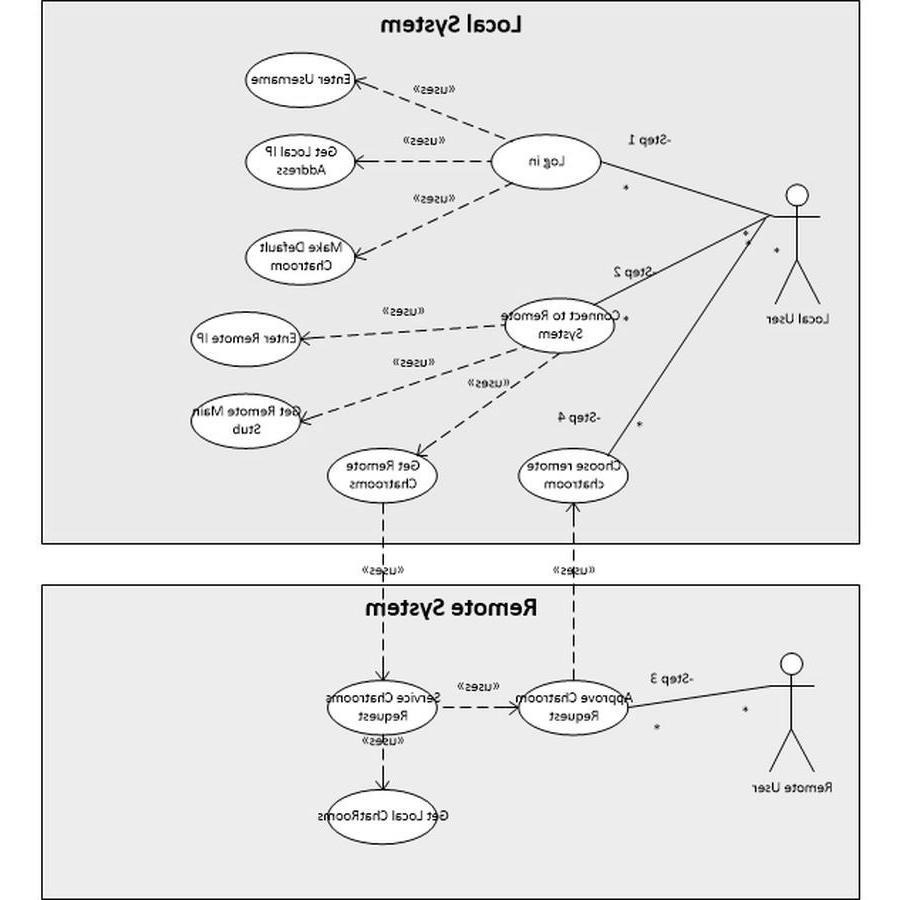 Local System
Enter Username
«uses»
-Step 1
«uses»
Get Local IP
Address
Log in
*
«uses»
*
*
*
Make Default
Chatroom
-Step 2
Local User
«uses»
Connect to Remote
System
*
Enter Remote IP
«uses»
«uses»
Get Remote Main
Stub
-Step 4
*
Get Remote
Chatrooms
Choose remote
chatroom
«uses»
«uses»
Remote System
-Step 3
«uses»
Service Chatrooms
Request
Approve Chatroom
Request
*
*
«uses»
Remote User
Get Local ChatRooms